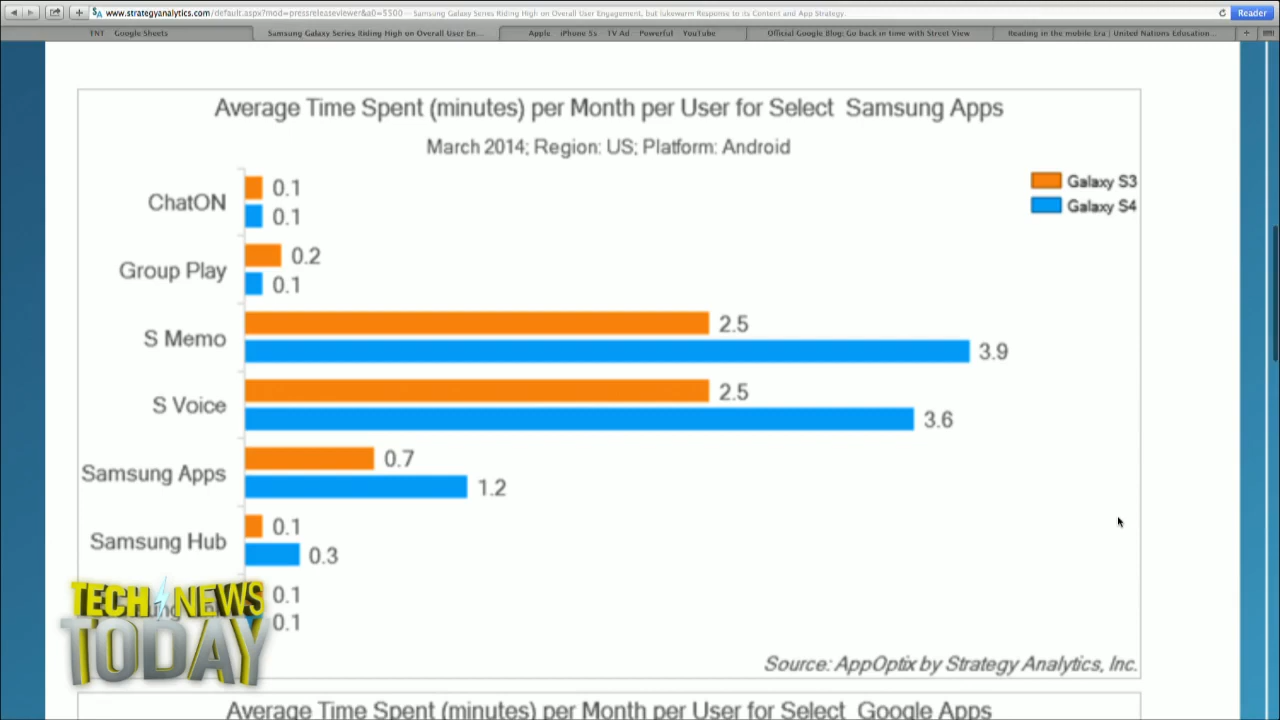 www.strategyanalytics.com/default.aspx?mod=pressreleaseviewer&a0=5500 — Samsung Galaxy Series Riding High on Overall User Engagement, but lukewarm Response to its Content and App Strategy.
Reader
TNT Google Sheets
Samsung Galaxy Series Riding High on Overall User En...
Apple iPhone 5s TV Ad Powerful YouTube
Official Google Blog: Go back in time with Street View
Reading in the mobile Era | United Nations Education...
Average Time Spent (minutes) per Month per User for Select Samsung Apps
March 2014; Region: US; Platform: Android
Galaxy S3
Galaxy S4
ChatON
0.1
0.1
Group Play
0.2
0.1
S Memo
2.5
3.9
S Voice
2.5
3.6
Samsung Apps
0.7
1.2
Samsung Hub
0.1
0.3
0.1
0.1
TECH NEWS
TODAY
Source: AppOptix by Strategy Analytics, Inc.
Average Time Spent (minutes) per Month per User for Select Google Apps